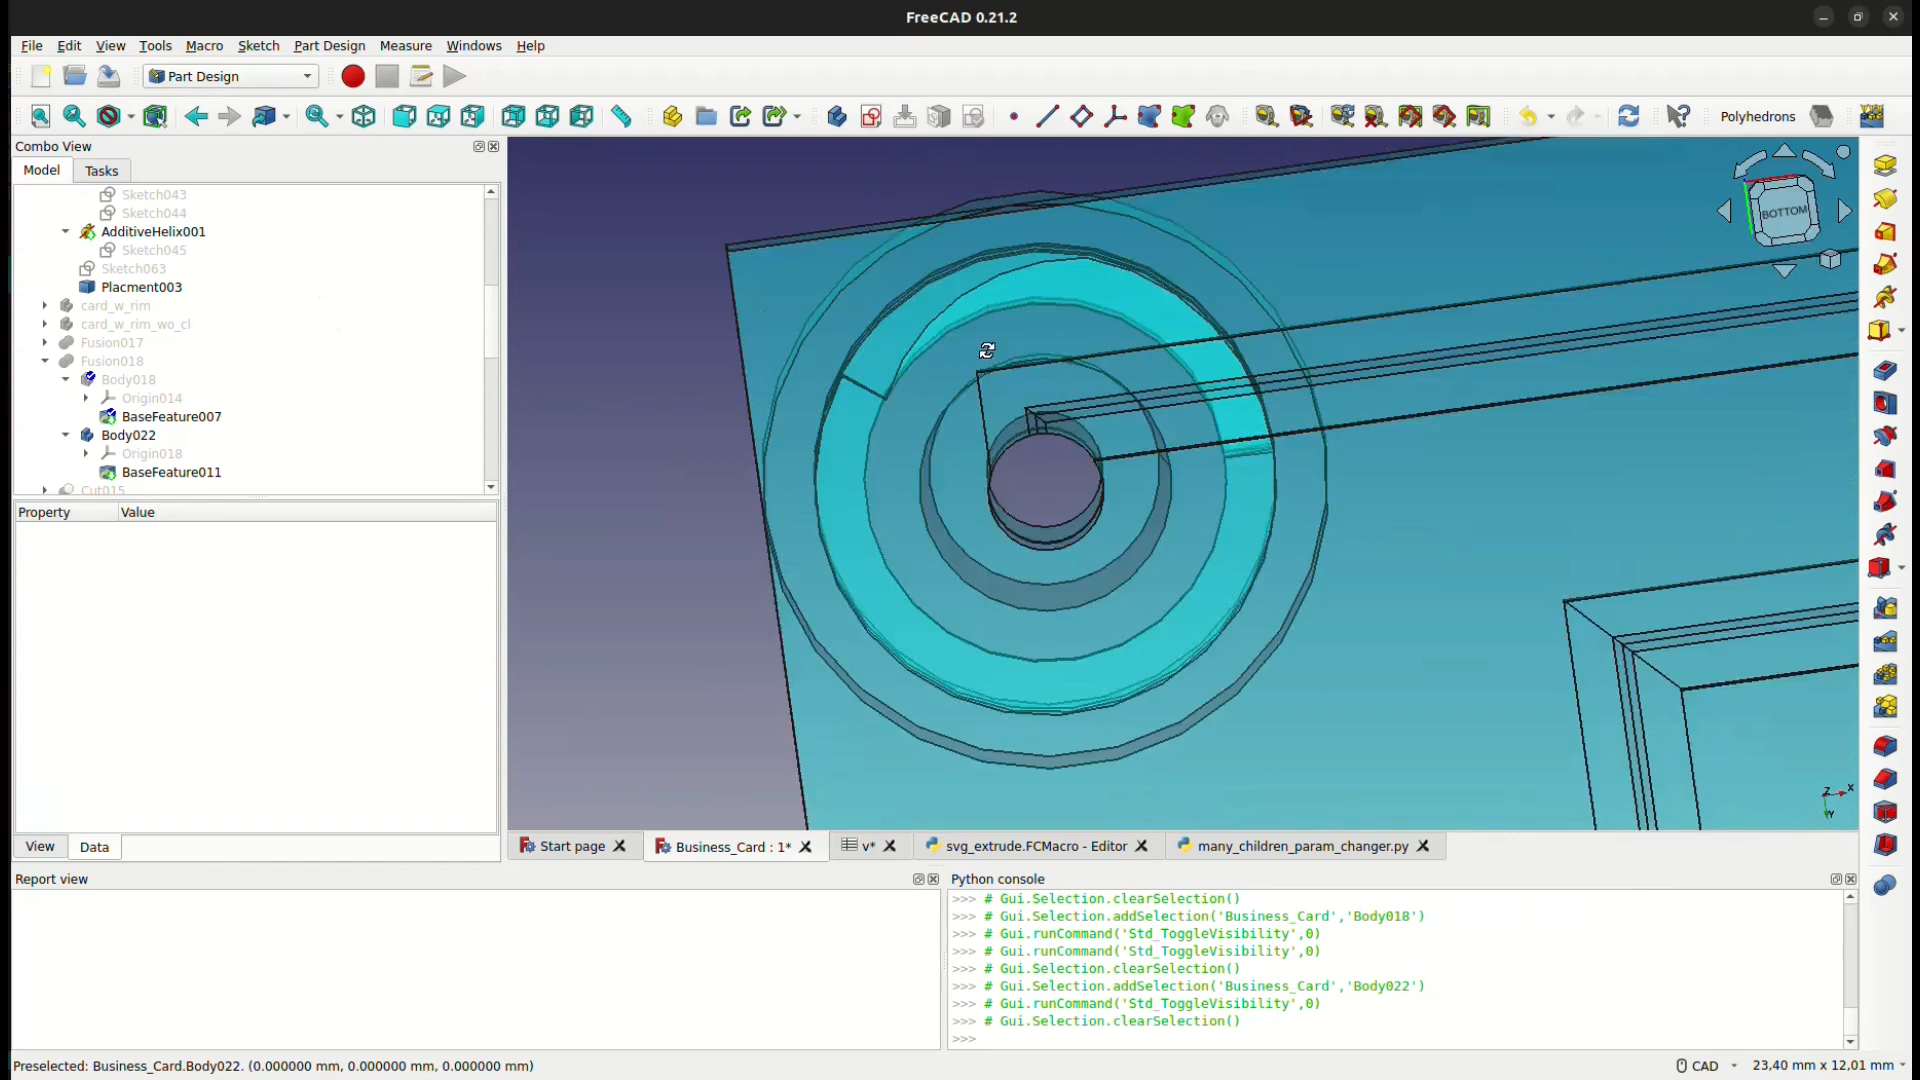 FreeCAD 0.21.2
File Edit View Tools Macro Sketch Part Design Measure Windows Help
Part Design
Polyhedrons
Combo View
Model Tasks
Sketch043
Sketch044
AdditiveHelix001
Sketch045
Sketch063
Placment003
card_w_rim
card_w_rim_wo_cl
Fusion017
Fusion018
Body018
Origin014
BaseFeature007
Body022
Origin018
BaseFeature011
Cut015
Property Value
BOTTOM
Z X
Y
View Data
Start page Business_Card : 1* v* svg_extrude.FCMacro - Editor many_children_param_changer.py
Report view
Python console
>>> # Gui.Selection.clearSelection()
>>> # Gui.Selection.addSelection('Business_Card','Body018')
>>> # Gui.runCommand('Std_ToggleVisibility',0)
>>> # Gui.runCommand('Std_ToggleVisibility',0)
>>> # Gui.Selection.clearSelection()
>>> # Gui.Selection.addSelection('Business_Card','Body022')
>>> # Gui.runCommand('Std_ToggleVisibility',0)
>>> # Gui.Selection.clearSelection()
>>>
Preselected: Business_Card.Body022. (0.000000 mm, 0.000000 mm, 0.000000 mm)
CAD 23,40 mm x 12,01 mm